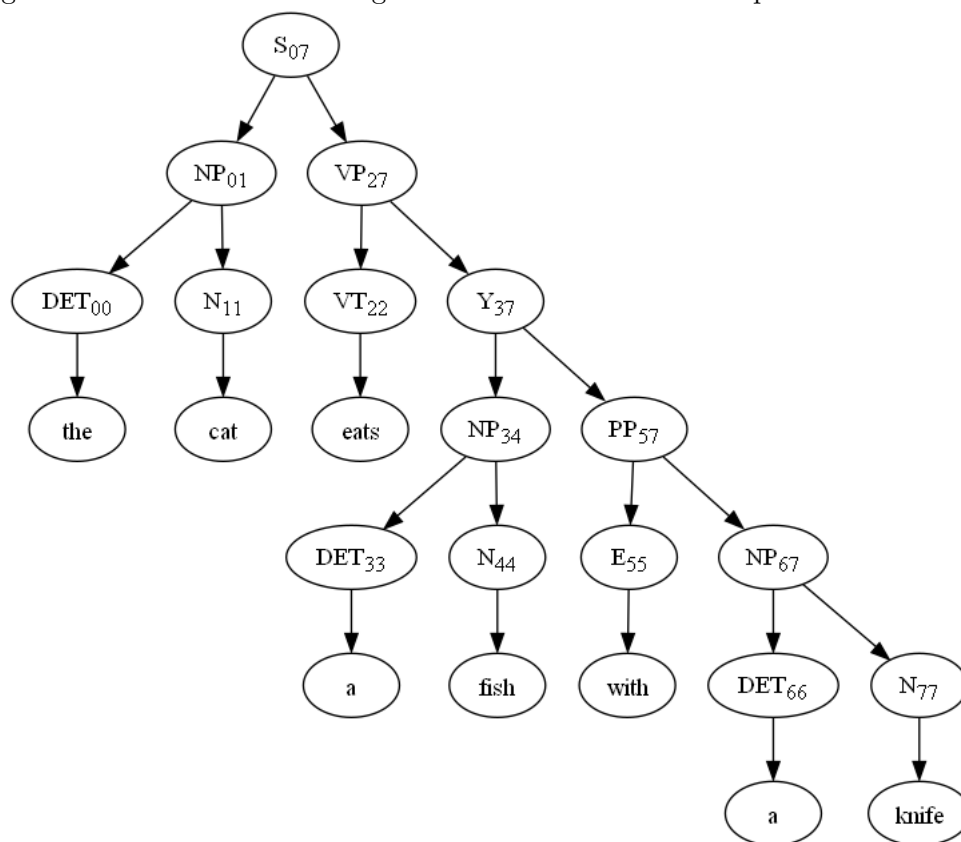 S07
NP01 VP27
DET00 N11 VT22 Y37
the cat eats NP34 PP57
DET33 N44 E55 NP67
a fish with DET66 N77
a knife